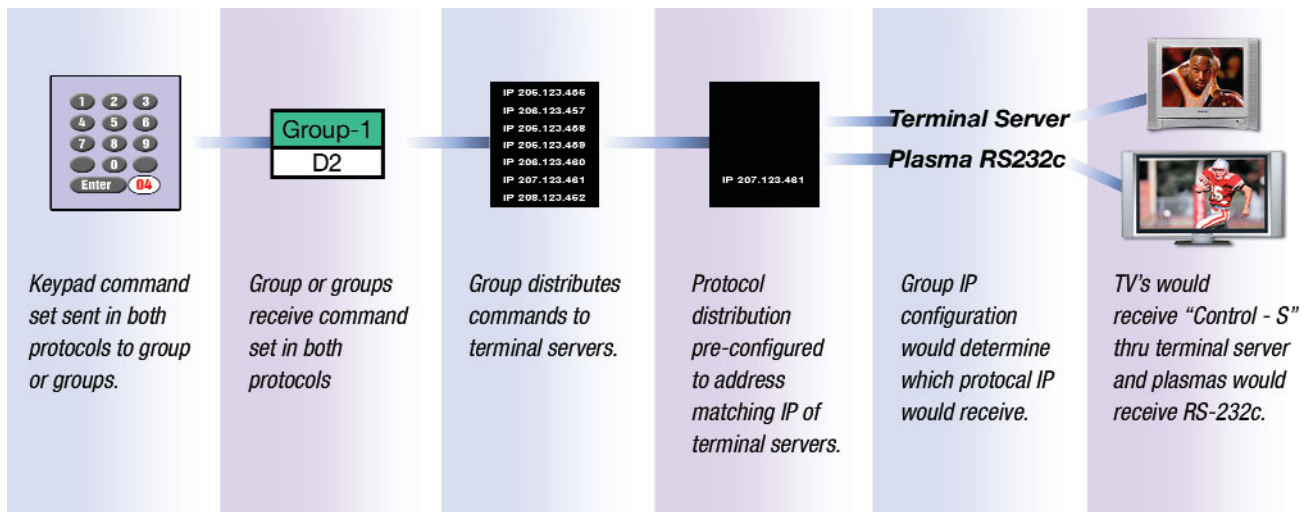 1 2 3
4 5 6
7 8 9
0
Enter 04
Group-1
D2
IP 206.123.456
IP 206.123.457
IP 206.123.458
IP 206.123.459
IP 206.123.460
IP 207.123.461
IP 208.123.462
IP 207.123.461
Terminal Server
Plasma RS232c
Keypad command
set sent in both
protocols to group
or groups.
Group or groups
receive command
set in both
protocols
Group distributes
commands to
terminal servers.
Protocol
distribution
pre-configured
to address
matching IP of
terminal servers.
Group IP
configuration
would determine
which protocal IP
would receive.
TV's would
receive “Control - S”
thru terminal server
and plasmas would
receive RS-232c.